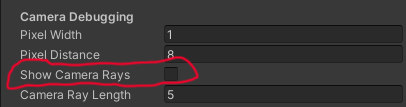 Camera Debugging
Pixel Width 1
Pixel Distance 8
Show Camera Rays
Camera Ray Length 5